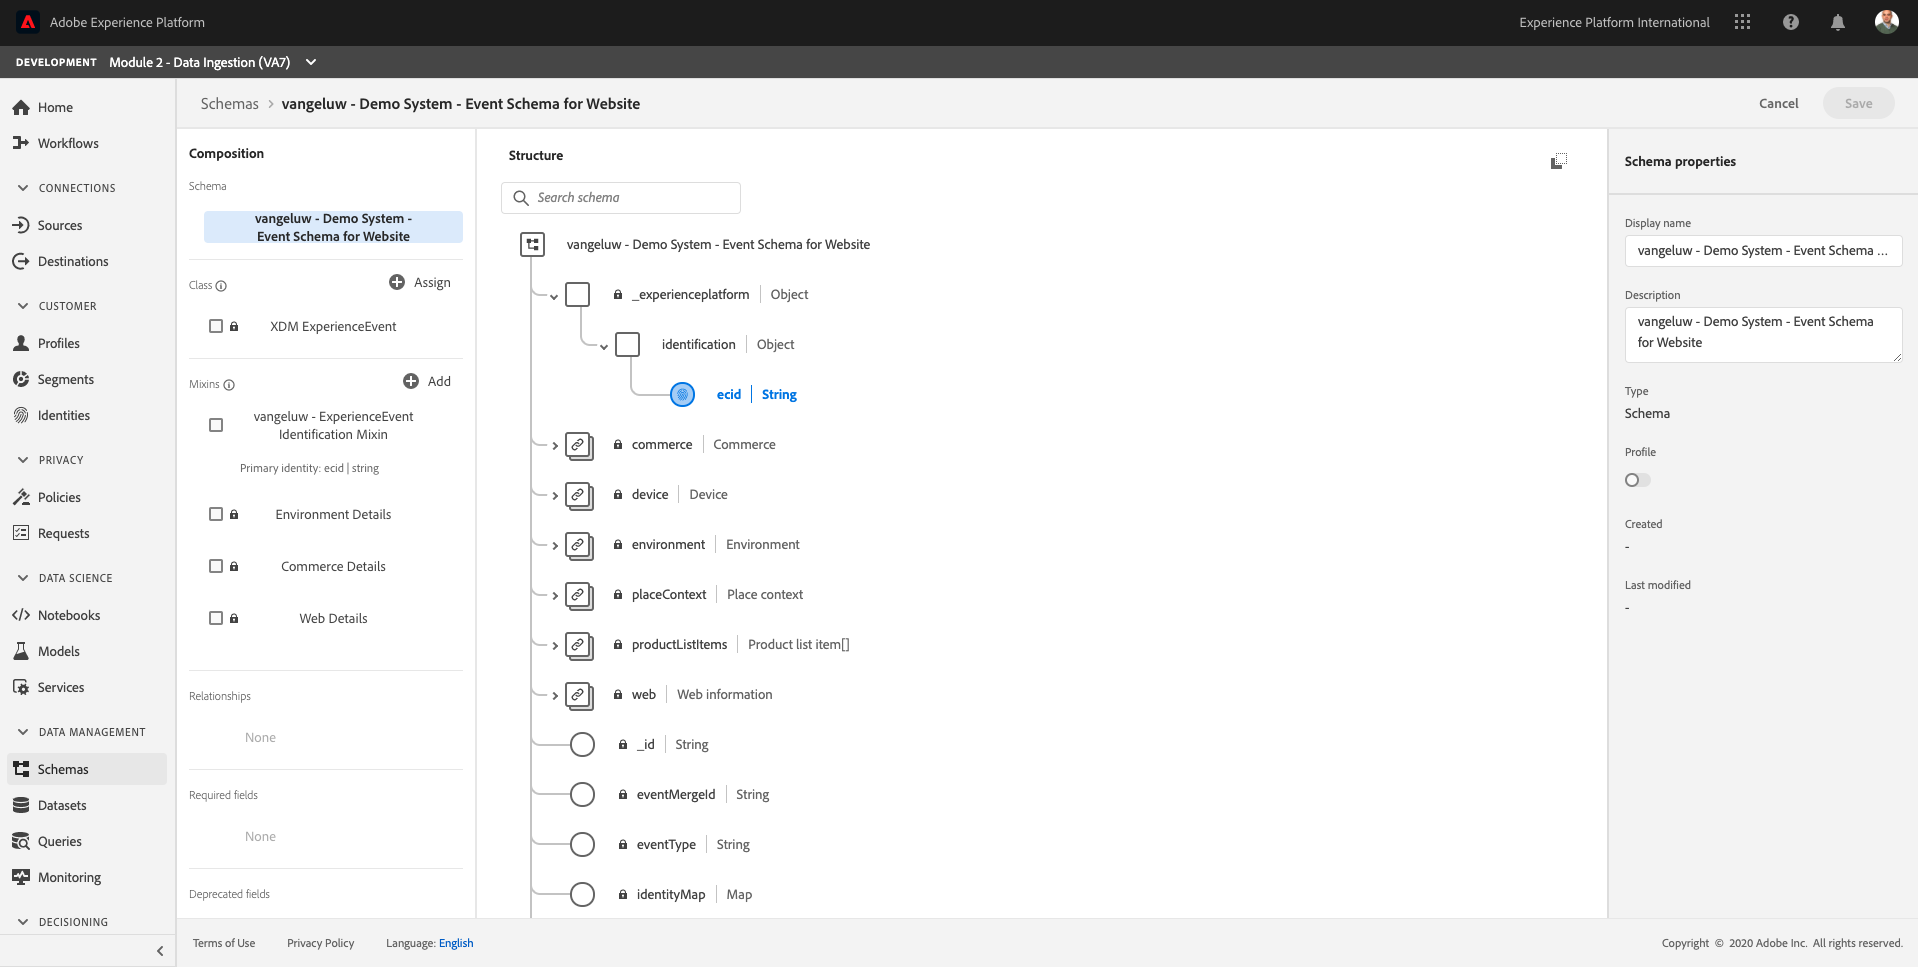 Adobe Experience Platform
Experience Platform International
DEVELOPMENT Module 2 - Data Ingestion (VA7)
Home
Workflows
CONNECTIONS
Sources
Destinations
CUSTOMER
Profiles
Segments
Identities
PRIVACY
Policies
Requests
DATA SCIENCE
Notebooks
Models
Services
DATA MANAGEMENT
Schemas
Datasets
Queries
Monitoring
DECISIONING
Schemas > vangeluw - Demo System - Event Schema for Website
Cancel
Save
Composition
Schema
vangeluw - Demo System -
Event Schema for Website
Class
Assign
XDM ExperienceEvent
Mixins
Add
vangeluw - ExperienceEvent
Identification Mixin
Primary identity: ecid | string
Environment Details
Commerce Details
Web Details
Relationships
None
Required fields
None
Deprecated fields
Structure
Search schema
vangeluw - Demo System - Event Schema for Website
_experienceplatform | Object
identification | Object
ecid | String
commerce | Commerce
device | Device
environment | Environment
placeContext | Place context
productListItems | Product list item[]
web | Web information
_id | String
eventMergeId | String
eventType | String
identityMap | Map
Schema properties
Display name
vangeluw - Demo System - Event Schema ...
Description
vangeluw - Demo System - Event Schema
for Website
Type
Schema
Profile
Created
-
Last modified
-
Terms of Use
Privacy Policy
Language: English
Copyright © 2020 Adobe Inc. All rights reserved.